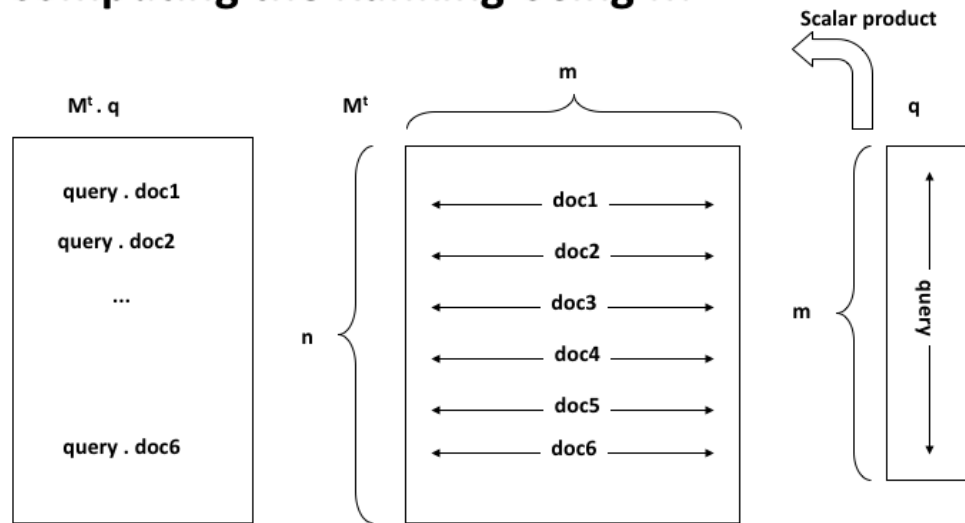 Scalar product
m
Mᵗ . q
Mᵗ
q
query . doc1
query . doc2
...
query . doc6
n
doc1
doc2
doc3
doc4
doc5
doc6
m
query